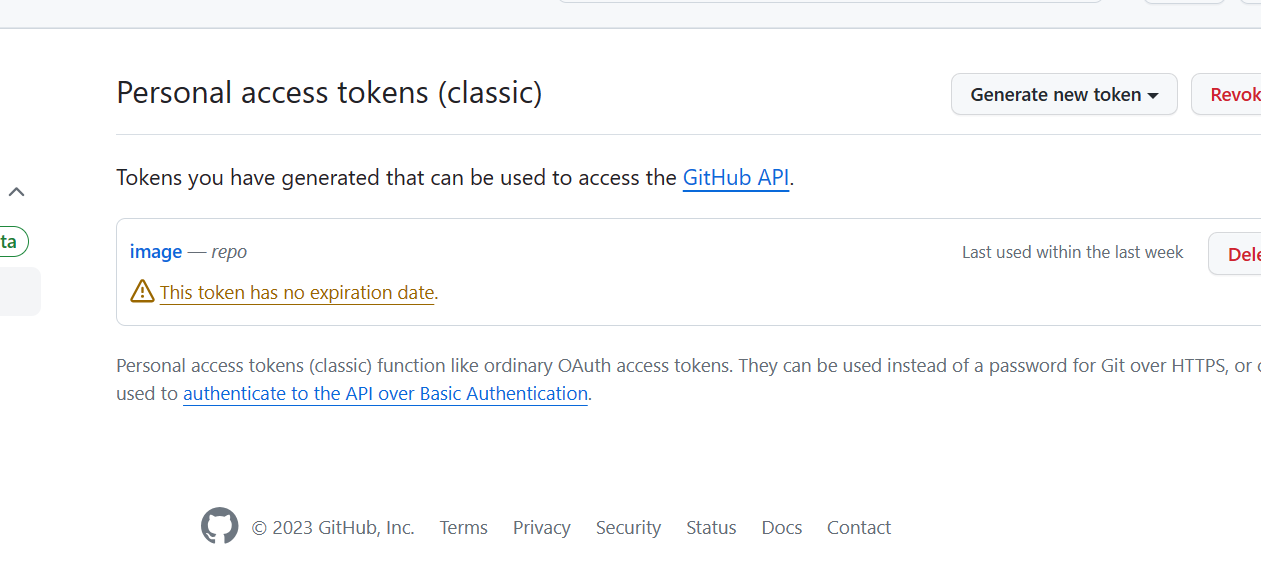 Personal access tokens (classic)
Generate new token
Revok
Tokens you have generated that can be used to access the GitHub API.
ta
image — repo
Last used within the last week
Dele
This token has no expiration date.
Personal access tokens (classic) function like ordinary OAuth access tokens. They can be used instead of a password for Git over HTTPS, or
used to authenticate to the API over Basic Authentication.
© 2023 GitHub, Inc. Terms Privacy Security Status Docs Contact